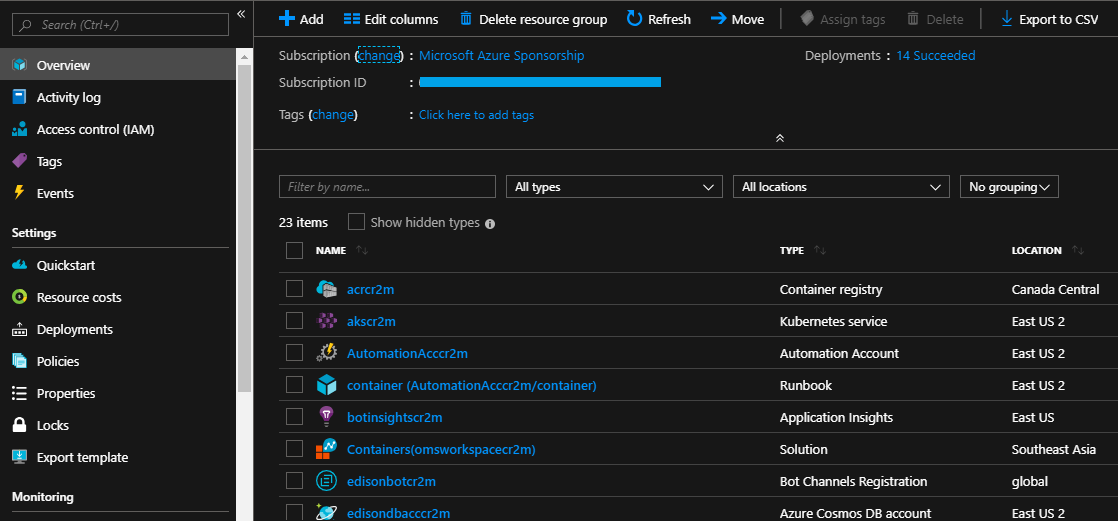 Search (Ctrl+/)
«
Overview
Activity log
Access control (IAM)
Tags
Events
Settings
Quickstart
Resource costs
Deployments
Policies
Properties
Locks
Export template
Monitoring
Add Edit columns Delete resource group Refresh Move Assign tags Delete Export to CSV
Subscription (change) : Microsoft Azure Sponsorship Deployments : 14 Succeeded
Subscription ID :
Tags (change) : Click here to add tags
Filter by name... All types All locations No grouping
23 items Show hidden types
NAME TYPE LOCATION
acrcr2m Container registry Canada Central
akscr2m Kubernetes service East US 2
AutomationAcccr2m Automation Account East US 2
container (AutomationAcccr2m/container) Runbook East US 2
botinsightscr2m Application Insights East US
Containers(omsworkspacecr2m) Solution Southeast Asia
edisonbotcr2m Bot Channels Registration global
edisondbacccr2m Azure Cosmos DB account East US 2